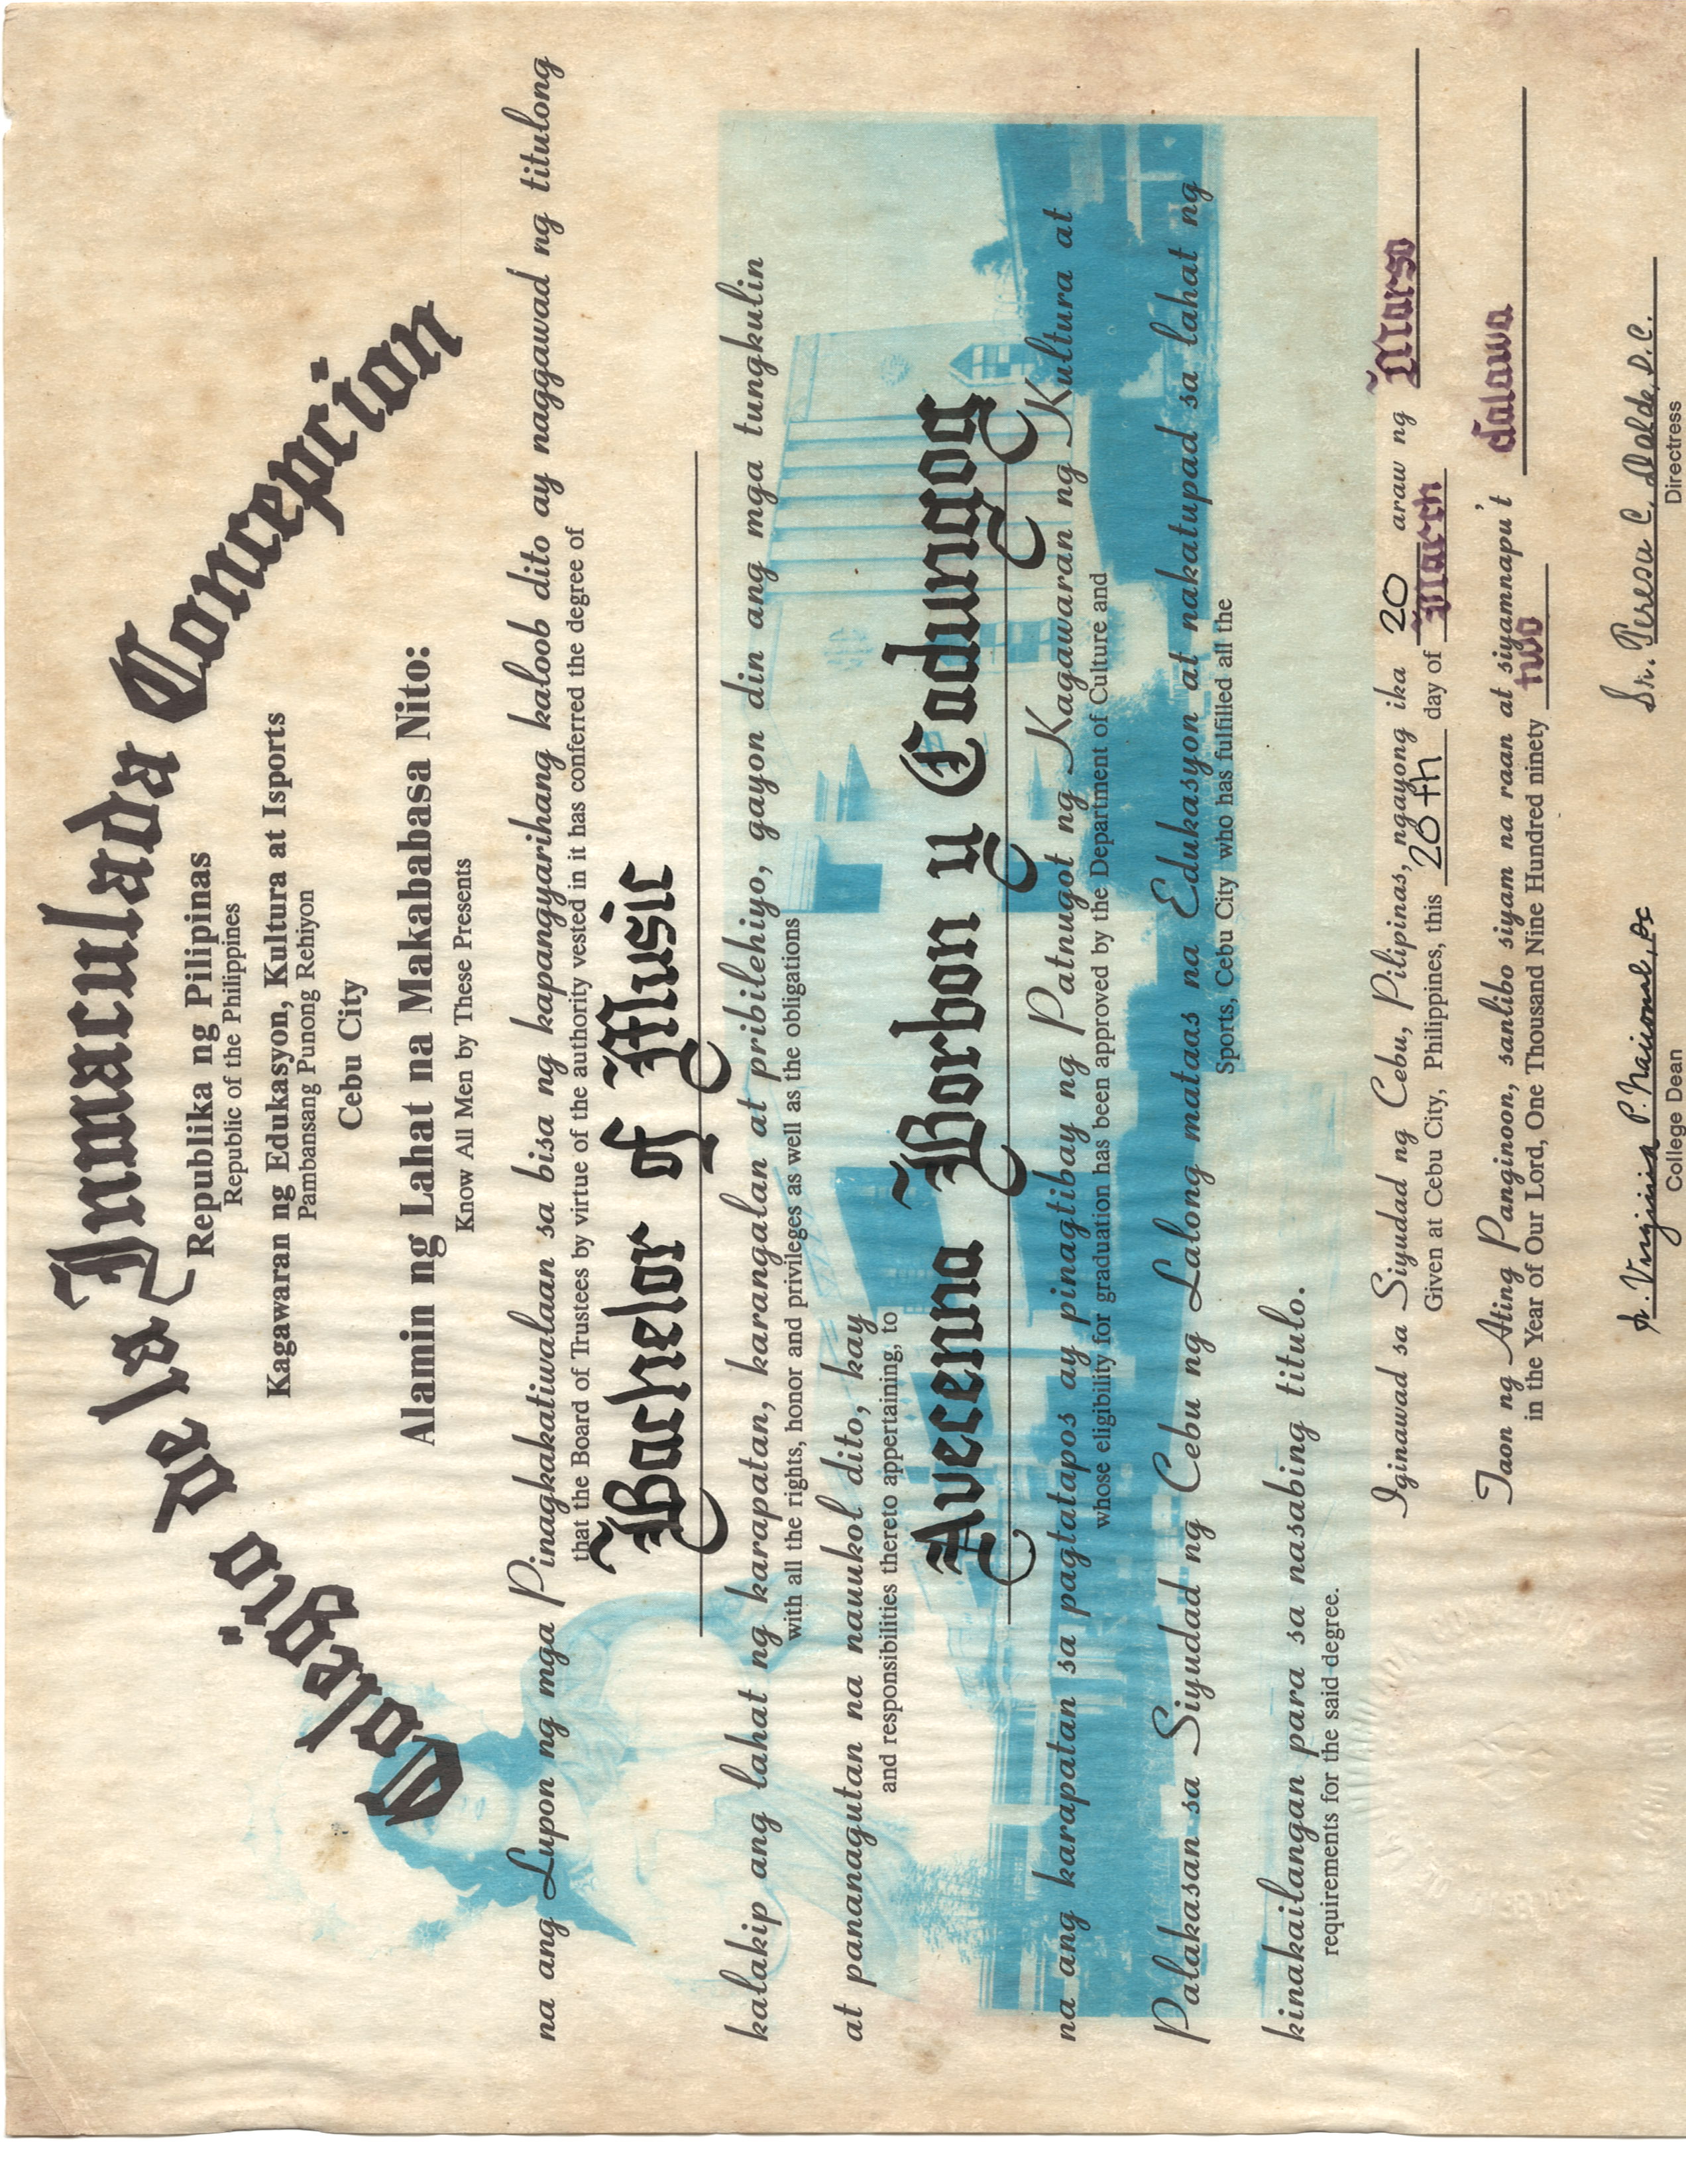 Colegio de la Inmaculada Concepcion
Republika ng Pilipinas
Republic of the Philippines
Kagawaran ng Edukasyon, Kultura at Isports
Pambansang Punong Rehiyon
Cebu City
Alamin ng Lahat na Makababasa Nito:
Know All Men by These Presents
na ang Lupon ng mga Pinagkakatiwalaan sa bisa ng kapangyarihang kaloob dito ay naggawad ng titulong
that the Board of Trustees by virtue of the authority vested in it has conferred the degree of
Bachelor of Music
kalakip ang lahat ng karapatan, karangalan at pribilehiyo, gayon din ang mga tungkulin
with all the rights, honor and privileges as well as the obligations
at pananagutan na nauukol dito, kay
and responsibilities thereto appertaining, to
Avecenna Borbon y Cadungog
na ang karapatan sa pagtatapos ay pinagtibay ng Patnugot ng Kagawaran ng Kultura at
whose eligibility for graduation has been approved by the Department of Culture and
Palakasan sa Siyudad ng Cebu ng Lalong mataas na Edukasyon at nakatupad sa lahat ng
Sports, Cebu City who has fulfilled all the
kinakailangan para sa nasabing titulo.
requirements for the said degree.
Iginawad sa Siyudad ng Cebu, Pilipinas, ngayong ika 20 araw ng Marso
Given at Cebu City, Philippines, this 20th day of March
Taon ng Ating Panginoon, sanlibo siyam na raan at siyamnapu't dalawa
in the Year of Our Lord, One Thousand Nine Hundred ninety two
Sr. Virginia P. Sr. Teresa C. D.C.
College Dean Directress